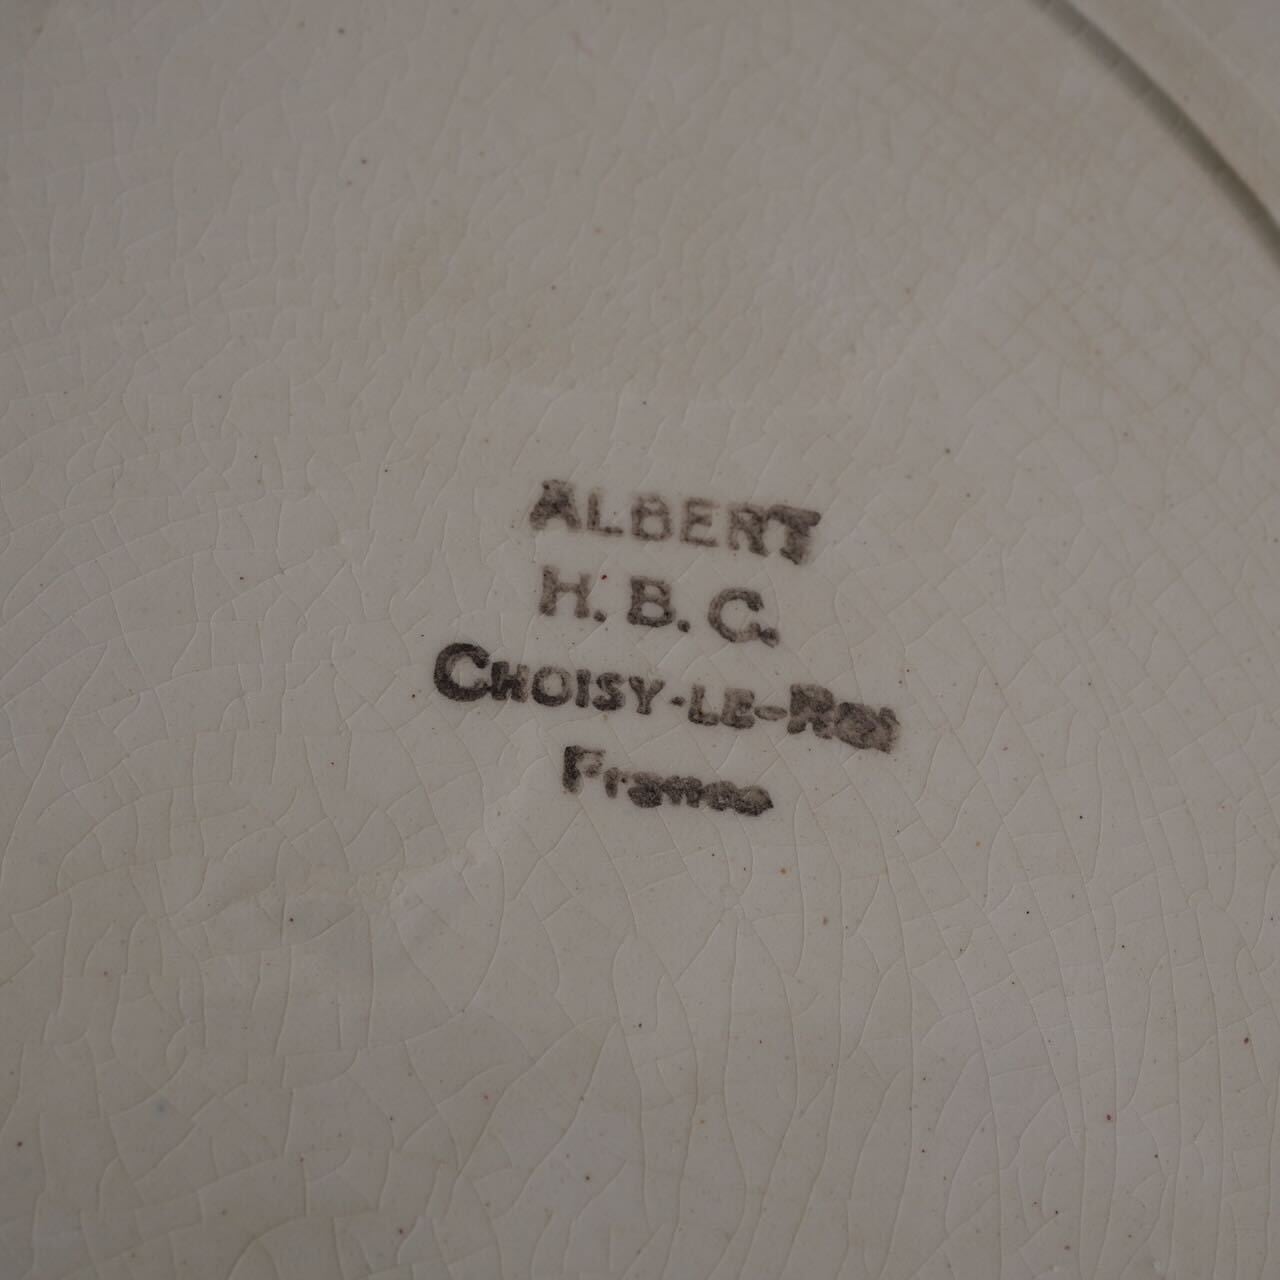 ALBERT
H. B. C.
CHOISY-LE-ROI
France